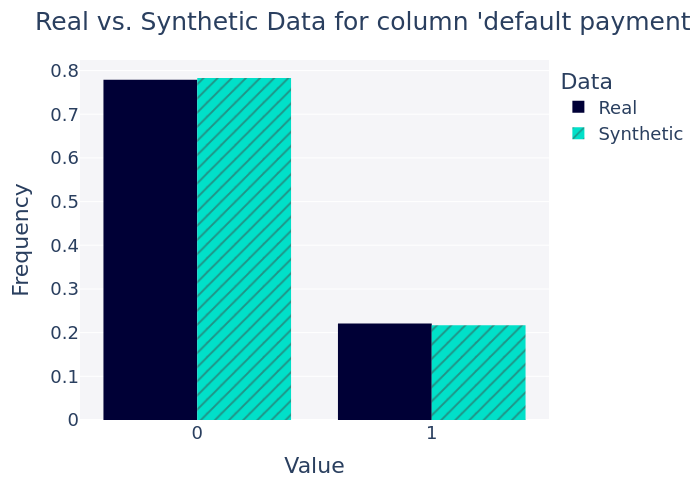 Real vs. Synthetic Data for column 'default payment
0.8
0.7
0.6
0.5
0.4
0.3
0.2
0.1
0
Frequency
0
1
Value
Data
Real
Synthetic